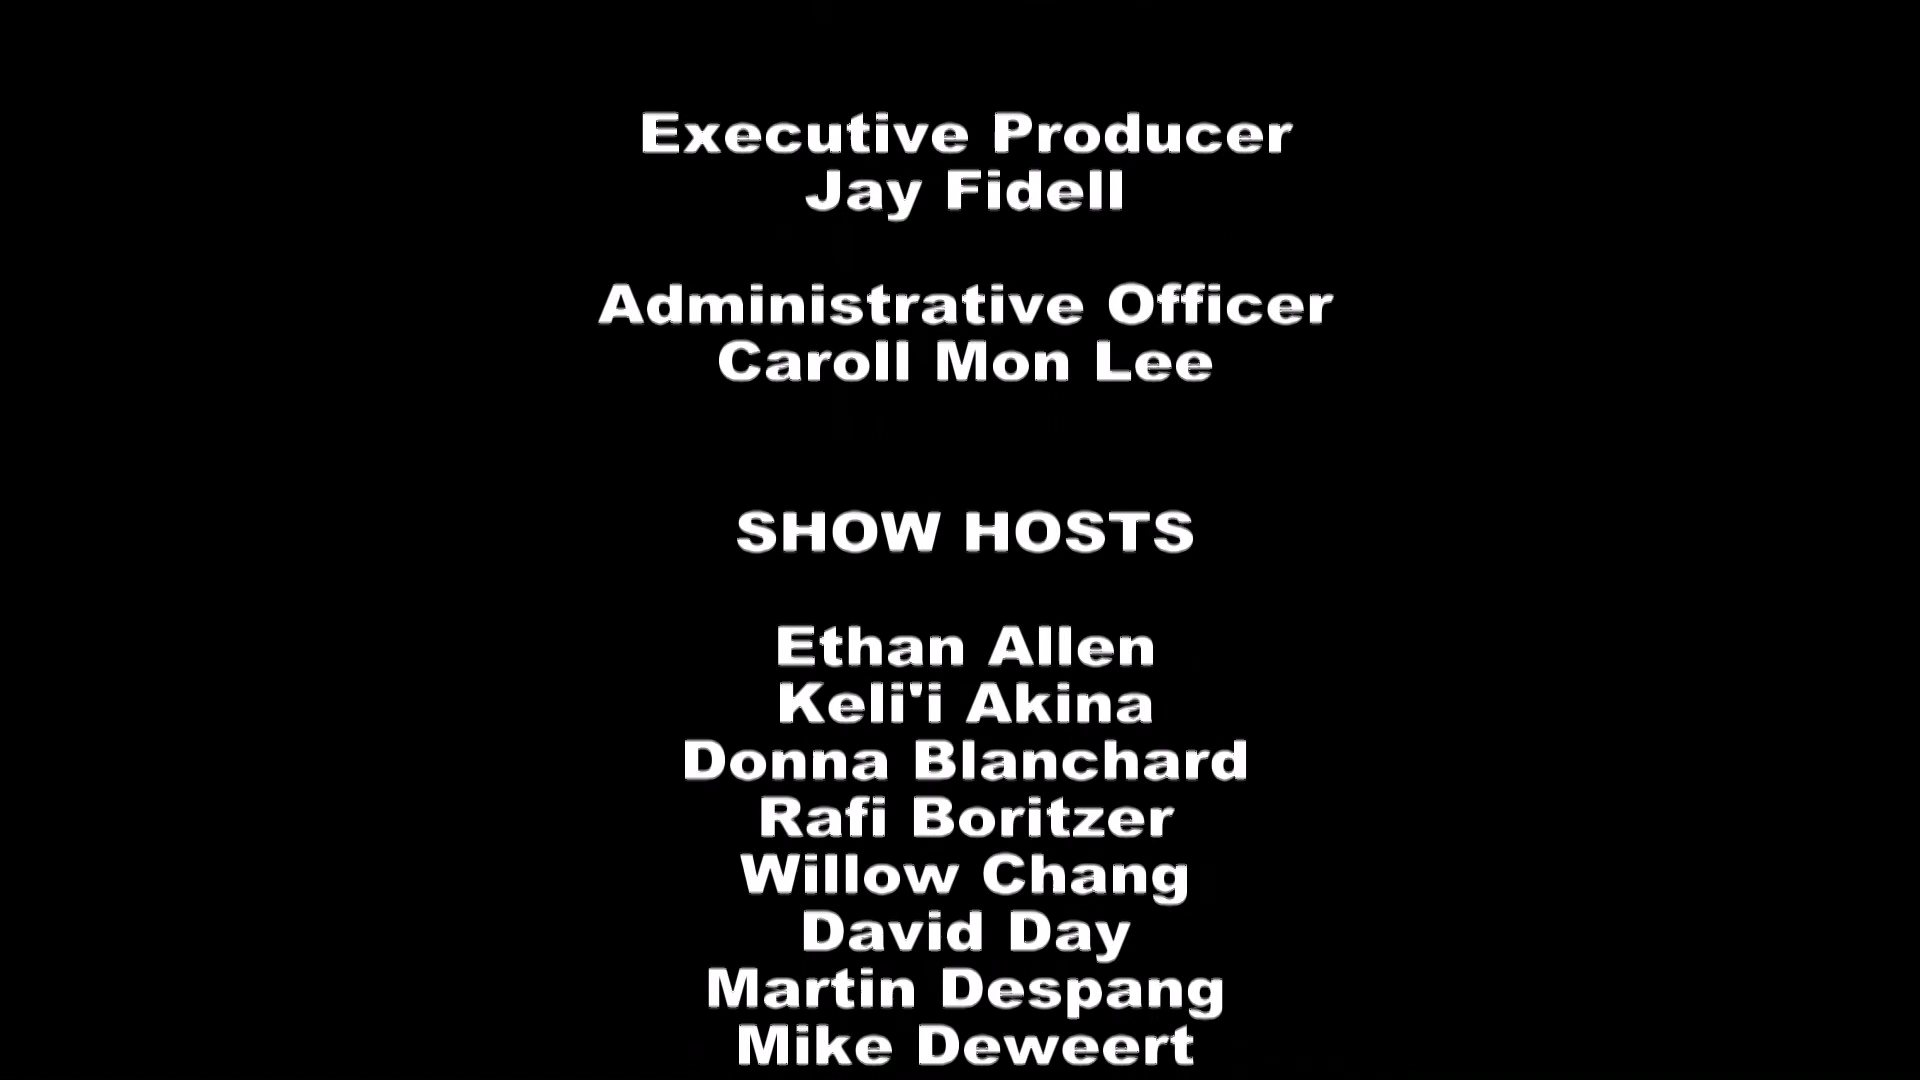 Executive Producer
Jay Fidell
Administrative Officer
Caroll Mon Lee
SHOW HOSTS
Ethan Allen
Keli'i Akina
Donna Blanchard
Rafi Boritzer
Willow Chang
David Day
Martin Despang
Mike Deweert